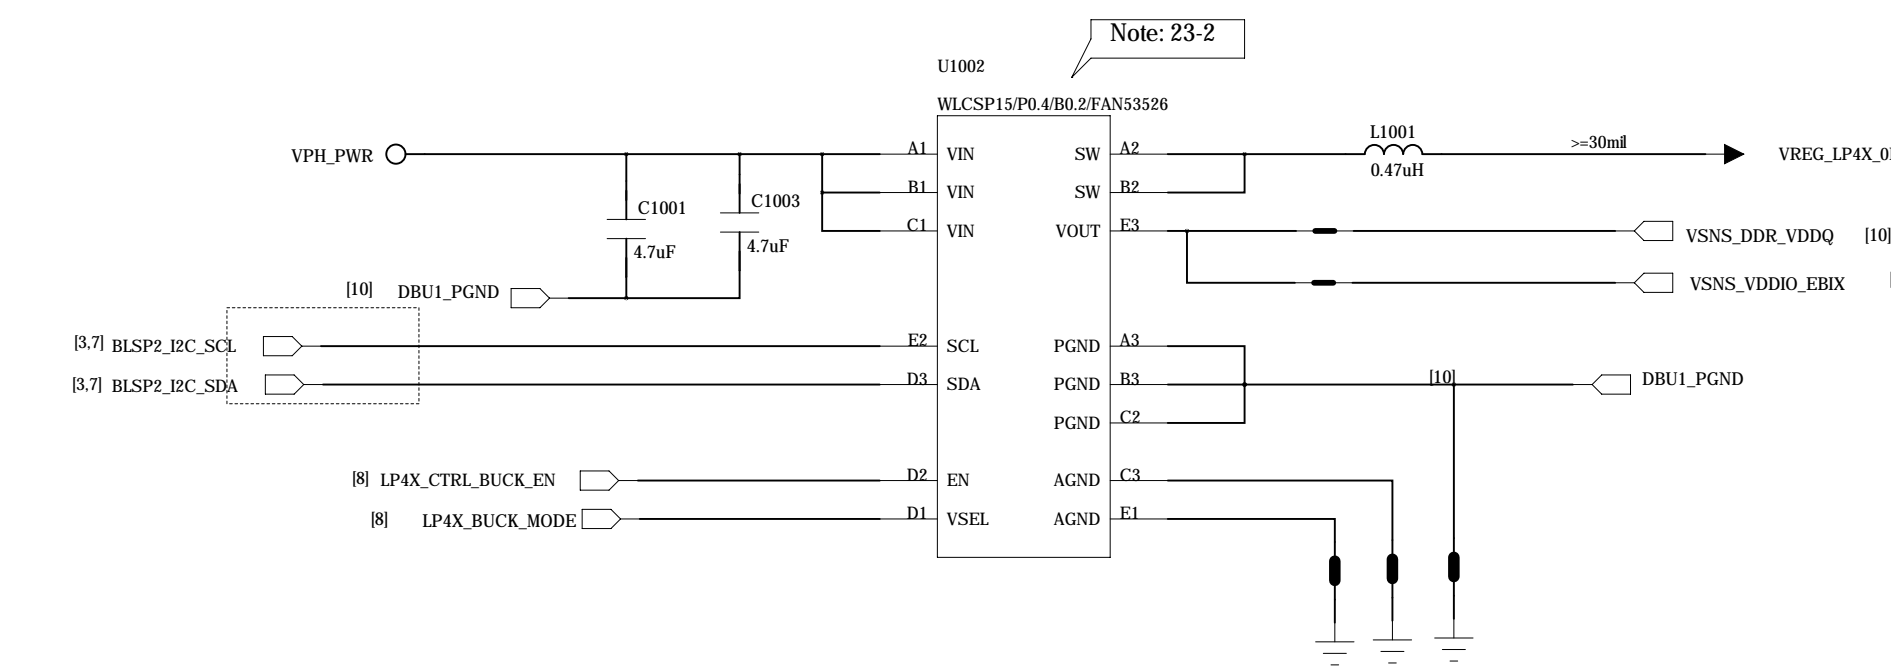 Note: 23-2
U1002
WLCSP15/P0.4/B0.2/FAN53526
VPH_PWR
A1 VIN
SW A2
L1001
0.47uH
>=30mil
B1 VIN
SW B2
C1001
4.7uF
C1003
4.7uF
C1 VIN
VOUT E3
VSNS_DDR_VDDQ [10]
VSNS_VDDIO_EBIX
[10] DBU1_PGND
[3,7] BLSP2_I2C_SCL
E2 SCL
PGND A3
[3,7] BLSP2_I2C_SDA
D3 SDA
PGND B3
[10] DBU1_PGND
PGND C2
[8] LP4X_CTRL_BUCK_EN
D2 EN
AGND C3
[8] LP4X_BUCK_MODE
D1 VSEL
AGND E1